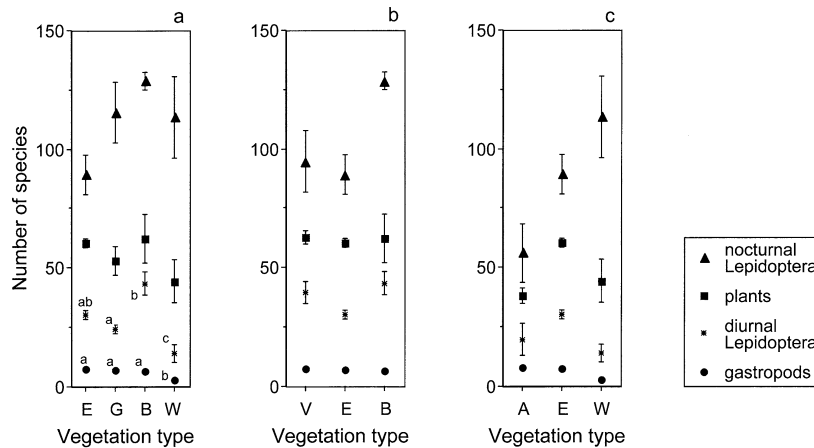 a
b
c
150
100
50
0
Number of species
ab
a
b
c
a
a
a
b
E G B W
Vegetation type
150
100
50
0
V E B
Vegetation type
150
100
50
0
A E W
Vegetation type
nocturnal
Lepidoptera
plants
diurnal
Lepidoptera
gastropods